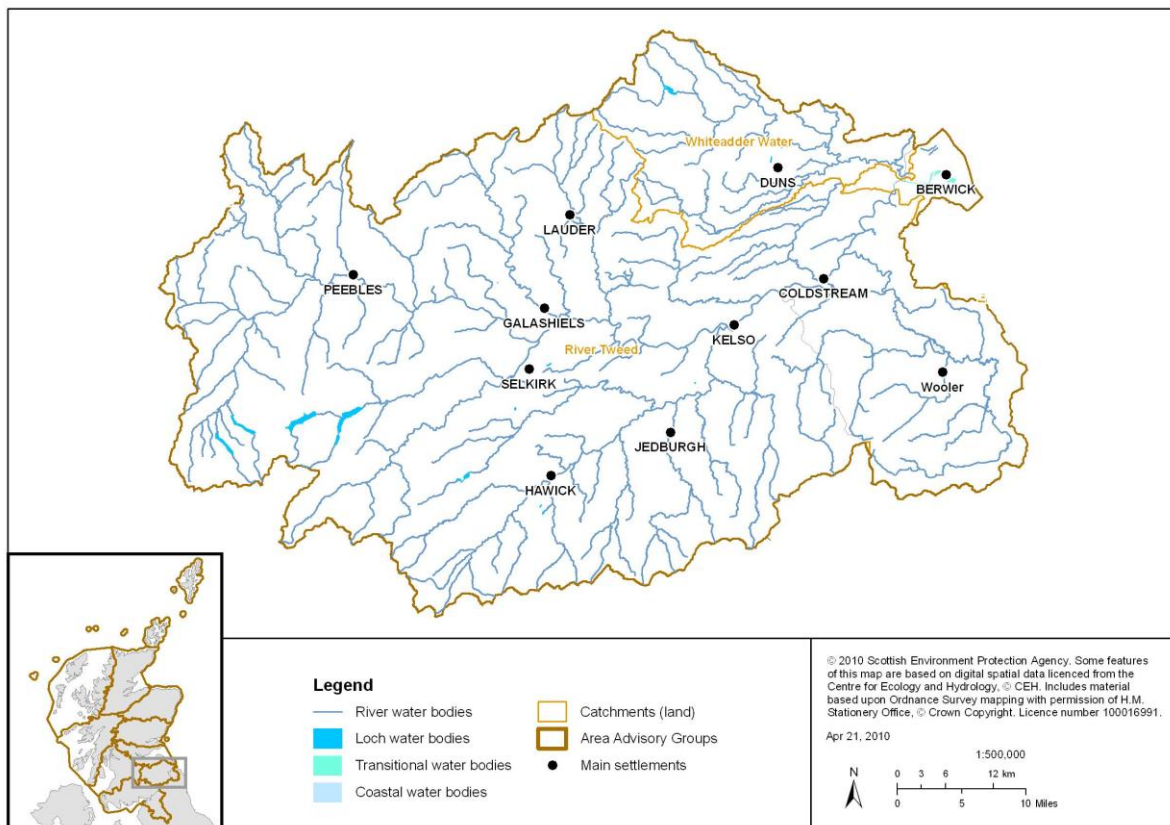 Whiteadder Water
DUNS
BERWICK
LAUDER
PEEBLES
COLDSTREAM
GALASHIELS
KELSO
River Tweed
SELKIRK
Wooler
JEDBURGH
HAWICK
Legend
River water bodies
Loch water bodies
Transitional water bodies
Coastal water bodies
Catchments (land)
Area Advisory Groups
Main settlements
© 2010 Scottish Environment Protection Agency. Some features
of this map are based on digital spatial data licenced from the
Centre for Ecology and Hydrology, © CEH. Includes material
based upon Ordnance Survey mapping with permission of H.M.
Stationery Office, © Crown Copyright. Licence number 100016991.
Apr 21, 2010
1:500,000
N
0 3 6 12 km
0 5 10 Miles